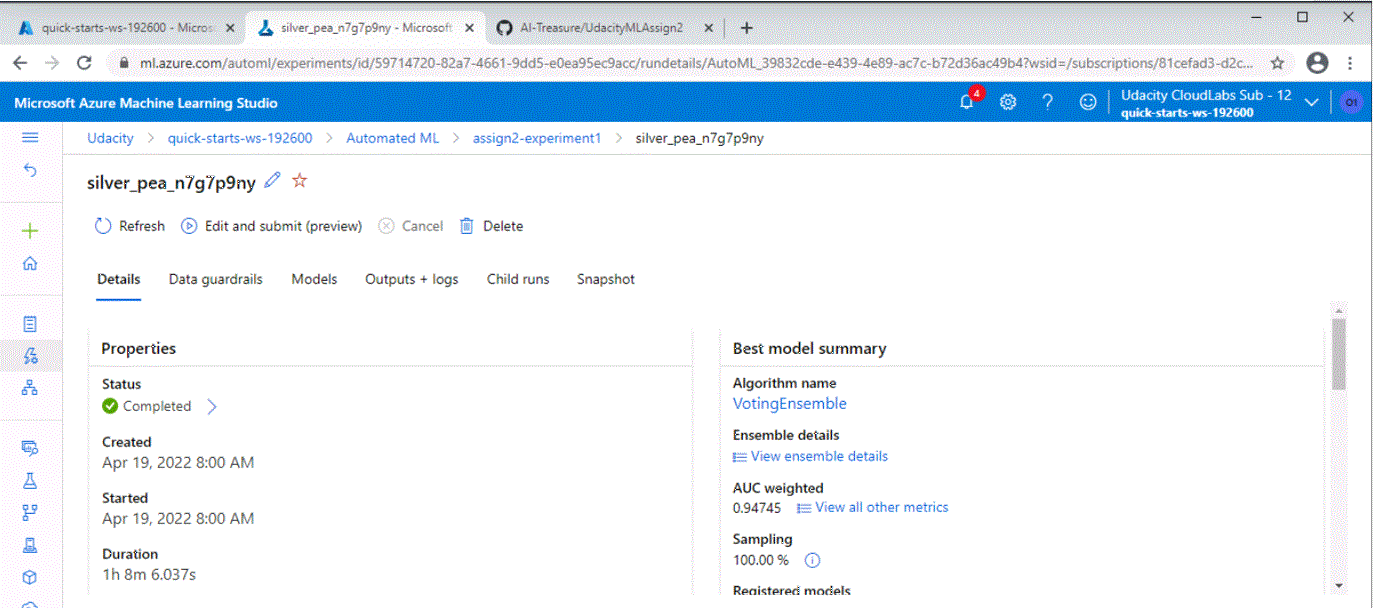 quick-starts-ws-192600 - Micros
silver_pea_n7g7p9ny - Microsoft
AI-Treasure/UdacityMLAssign2
ml.azure.com/automl/experiments/id/59714720-82a7-4661-9dd5-e0ea95ec9acc/rundetails/AutoML_39832cde-e439-4e89-ac7c-b72d36ac49b4?wsid=/subscriptions/81cefad3-d2c...
Microsoft Azure Machine Learning Studio
4
Udacity CloudLabs Sub - 12
quick-starts-ws-192600
O1
Udacity > quick-starts-ws-192600 > Automated ML > assign2-experiment1 > silver_pea_n7g7p9ny
silver_pea_n7g7p9ny
Refresh Edit and submit (preview) Cancel Delete
Details Data guardrails Models Outputs + logs Child runs Snapshot
Properties
Status
Completed
Created
Apr 19, 2022 8:00 AM
Started
Apr 19, 2022 8:00 AM
Duration
1h 8m 6.037s
Best model summary
Algorithm name
VotingEnsemble
Ensemble details
View ensemble details
AUC weighted
0.94745 View all other metrics
Sampling
100.00 %
Registered models